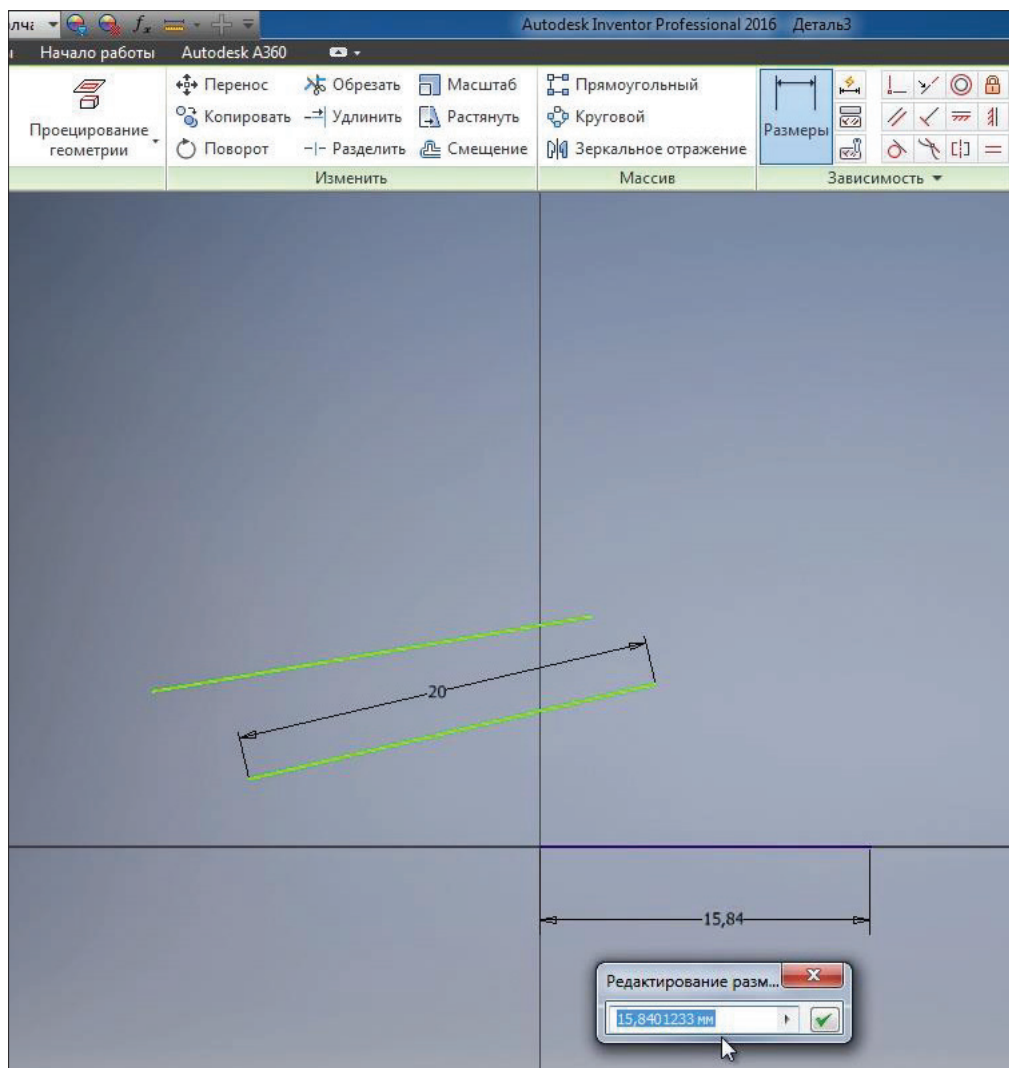 Autodesk Inventor Professional 2016 Деталь3
Начало работы Autodesk A360
Перенос Обрезать Масштаб Прямоугольный
Копировать Удлинить Растянуть Круговой
Проецирование геометрии
Поворот Разделить Смещение Зеркальное отражение
Размеры
Изменить Массив Зависимость
20
15,84
Редактирование разм...
15,8401233 мм